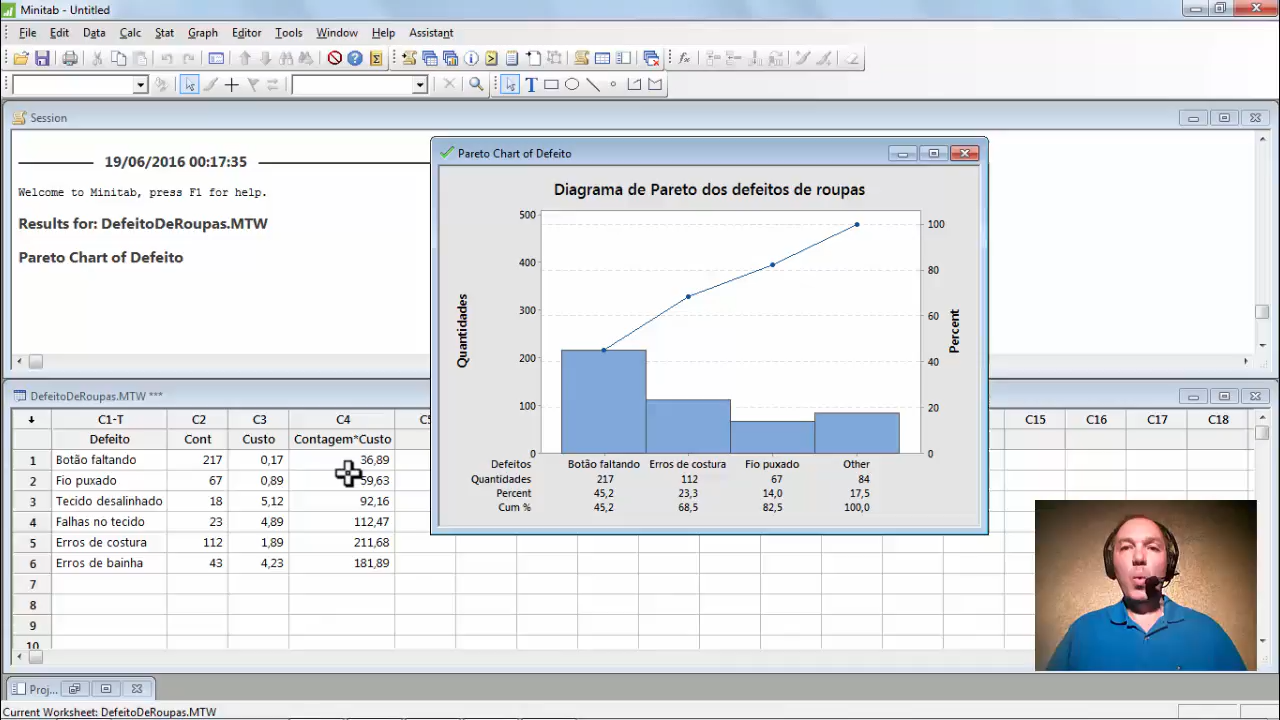 Minitab - Untitled
File Edit Data Calc Stat Graph Editor Tools Window Help Assistant
Session
19/06/2016 00:17:35
Welcome to Minitab, press F1 for help.
Results for: DefeitoDeRoupas.MTW
Pareto Chart of Defeito
Pareto Chart of Defeito
Diagrama de Pareto dos defeitos de roupas
500
400
300
200
100
0
Quantidades
100
80
60
40
20
0
Percent
Defeitos Botão faltando Erros de costura Fio puxado Other
Quantidades 217 112 67 84
Percent 45,2 23,3 14,0 17,5
Cum % 45,2 68,5 82,5 100,0
DefeitoDeRoupas.MTW ***
C1-T C2 C3 C4 C15 C16 C17 C18
Defeito Cont Custo Contagem*Custo
1 Botão faltando 217 0,17 36,89
2 Fio puxado 67 0,89 59,63
3 Tecido desalinhado 18 5,12 92,16
4 Falhas no tecido 23 4,89 112,47
5 Erros de costura 112 1,89 211,68
6 Erros de bainha 43 4,23 181,89
7
8
9
10
Proj...
Current Worksheet: DefeitoDeRoupas.MTW